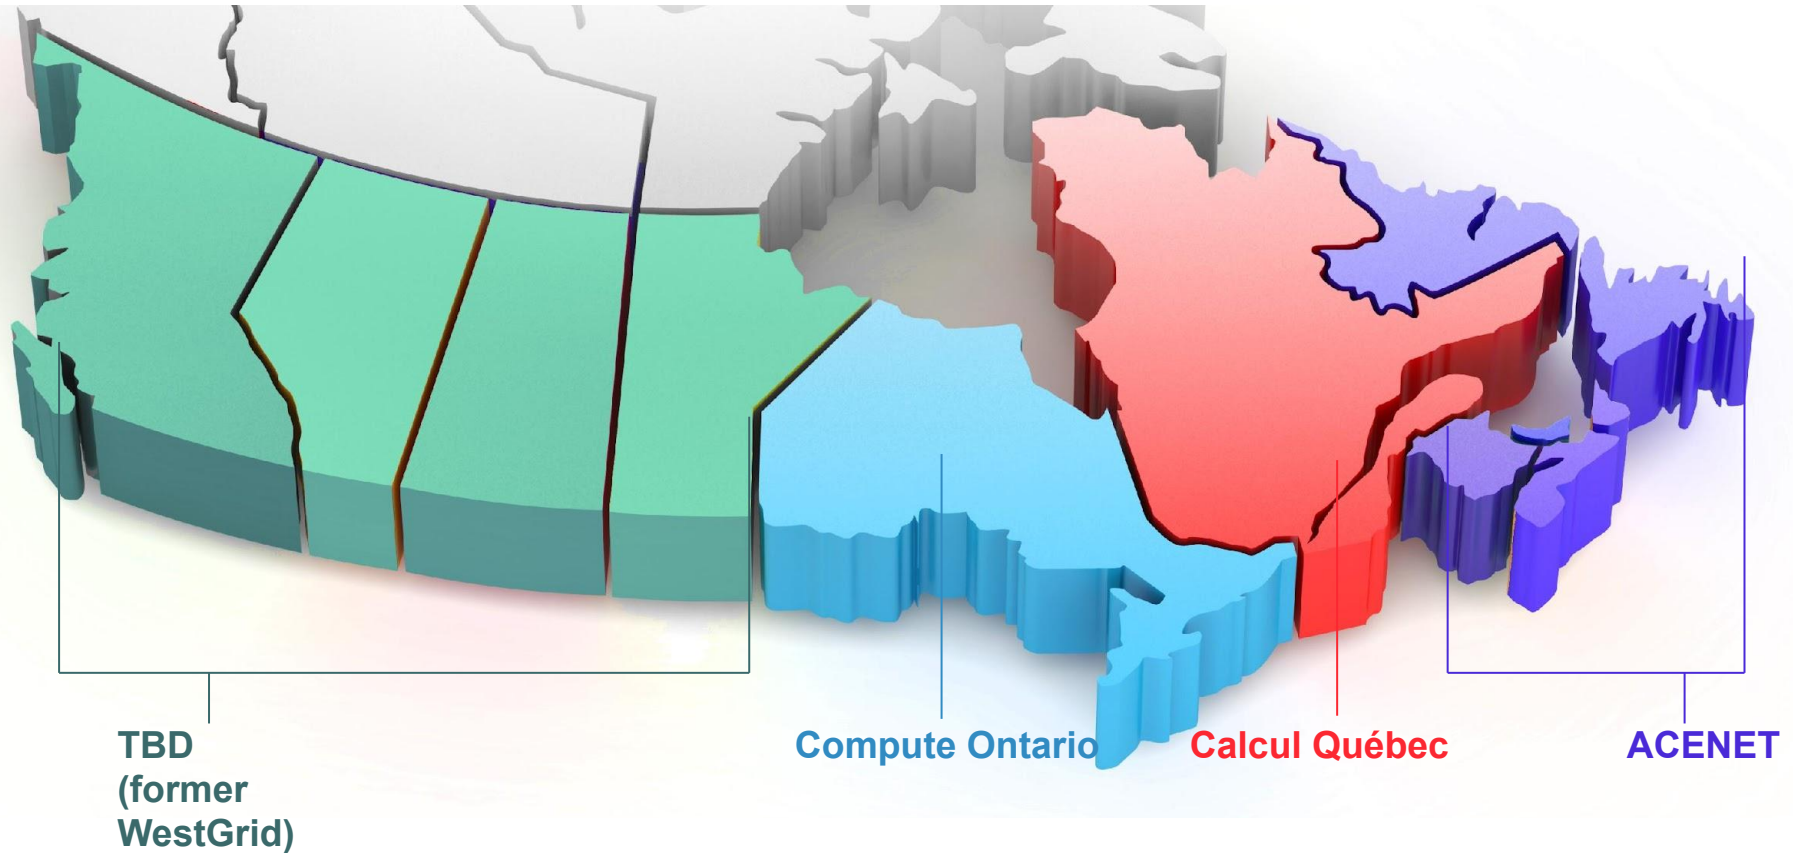 TBD
(former
WestGrid)
Compute Ontario
Calcul Québec
ACENET